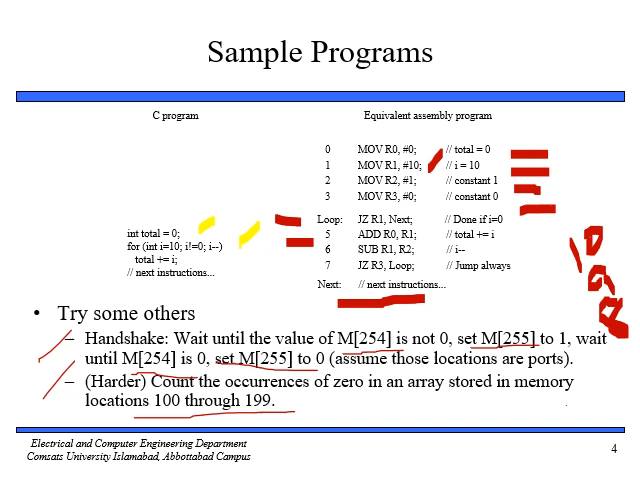 Sample Programs
C program
Equivalent assembly program
0 MOV R0, #0; // total = 0
1 MOV R1, #10; // i = 10
2 MOV R2, #1; // constant 1
3 MOV R3, #0; // constant 0
Loop: JZ R1, Next; // Done if i=0
5 ADD R0, R1; // total += i
6 SUB R1, R2; // i--
7 JZ R3, Loop; // Jump always
Next: // next instructions...
int total = 0;
for (int i=10; i!=0; i--)
total += i;
// next instructions...
• Try some others
– Handshake: Wait until the value of M[254] is not 0, set M[255] to 1, wait
until M[254] is 0, set M[255] to 0 (assume those locations are ports).
– (Harder) Count the occurrences of zero in an array stored in memory
locations 100 through 199.
Electrical and Computer Engineering Department
Comsats University Islamabad, Abbottabad Campus
4